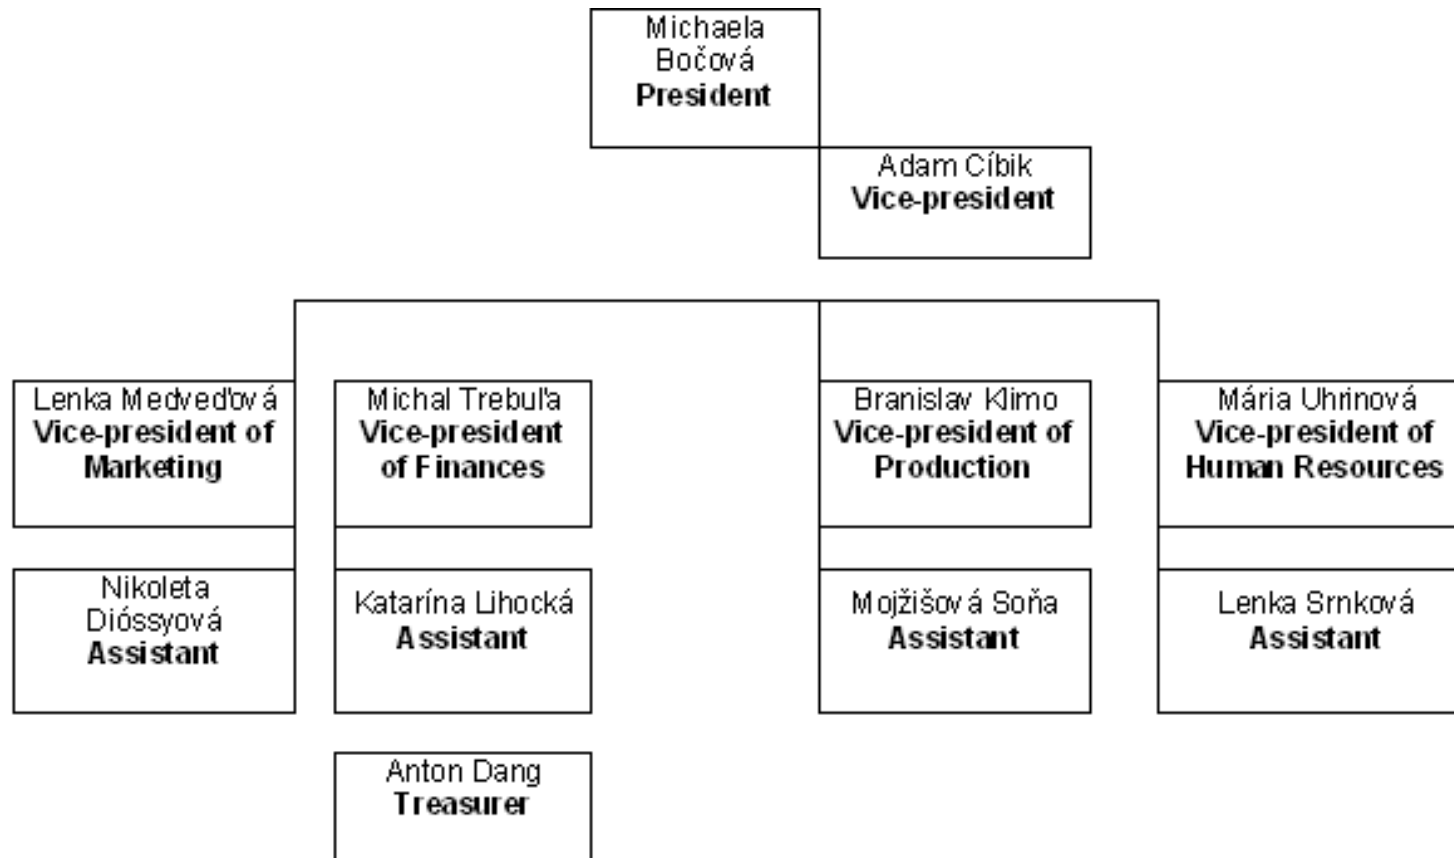 Michaela
Bočová
President
Adam Cíbik
Vice-president
Lenka Medveďová
Vice-president of
Marketing
Michal Trebuľa
Vice-president
of Finances
Branislav Klimo
Vice-president of
Production
Mária Uhrinová
Vice-president of
Human Resources
Nikoleta
Dióssyová
Assistant
Katarína Lihocká
Assistant
Mojžišová Soňa
Assistant
Lenka Srnková
Assistant
Anton Dang
Treasurer